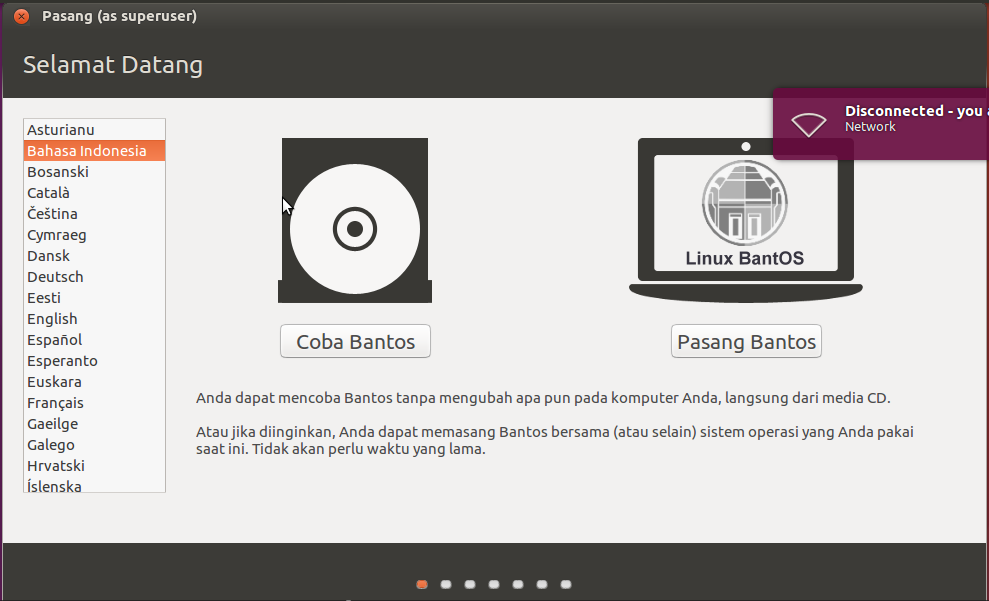 Pasang (as superuser)
Selamat Datang
Disconnected - you
Network
Asturianu
Bahasa Indonesia
Bosanski
Català
Čeština
Cymraeg
Dansk
Deutsch
Eesti
English
Español
Esperanto
Euskara
Français
Gaeilge
Galego
Hrvatski
Íslenska
Linux BantOS
Coba Bantos
Pasang Bantos
Anda dapat mencoba Bantos tanpa mengubah apa pun pada komputer Anda, langsung dari media CD.
Atau jika diinginkan, Anda dapat memasang Bantos bersama (atau selain) sistem operasi yang Anda pakai
saat ini. Tidak akan perlu waktu yang lama.